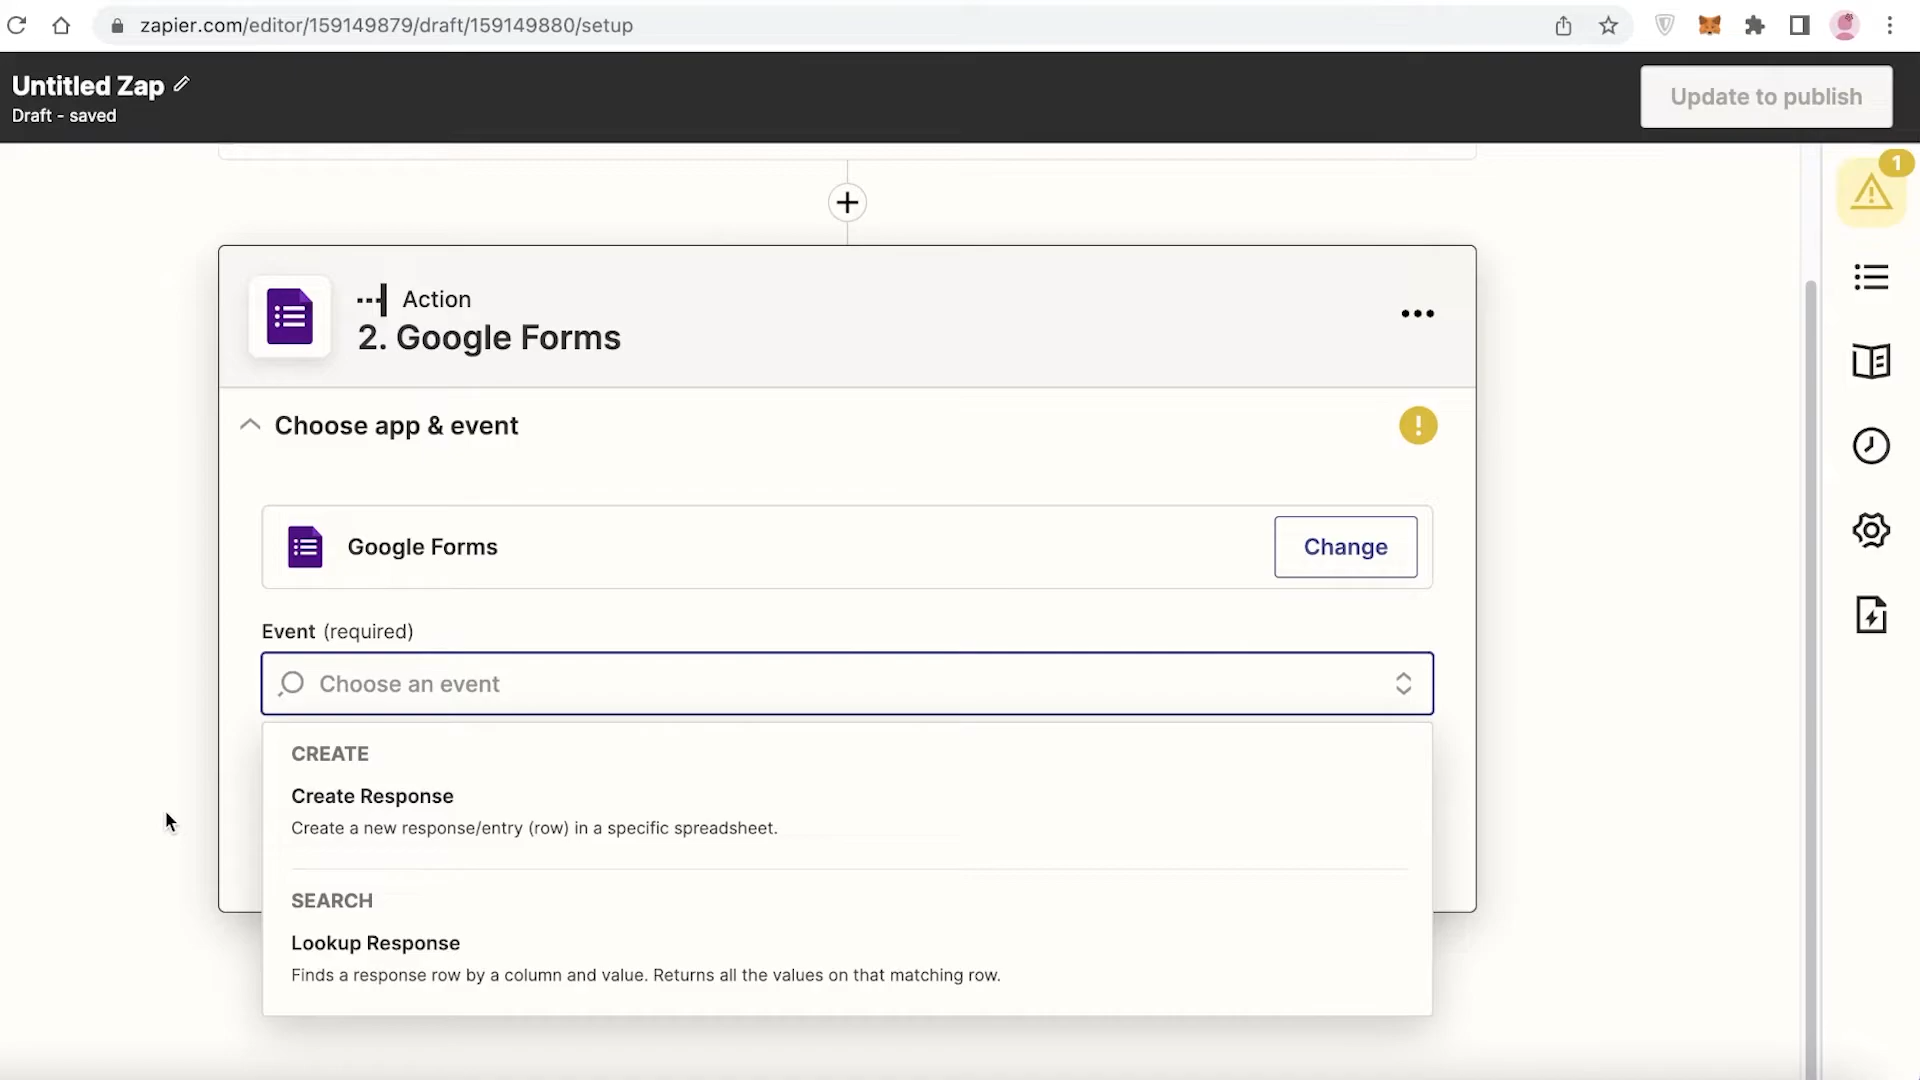 zapier.com/editor/159149879/draft/159149880/setup
Untitled Zap
Draft - saved
Update to publish
1
Action
2. Google Forms
Choose app & event
!
Google Forms
Change
Event (required)
Choose an event
CREATE
Create Response
Create a new response/entry (row) in a specific spreadsheet.
SEARCH
Lookup Response
Finds a response row by a column and value. Returns all the values on that matching row.